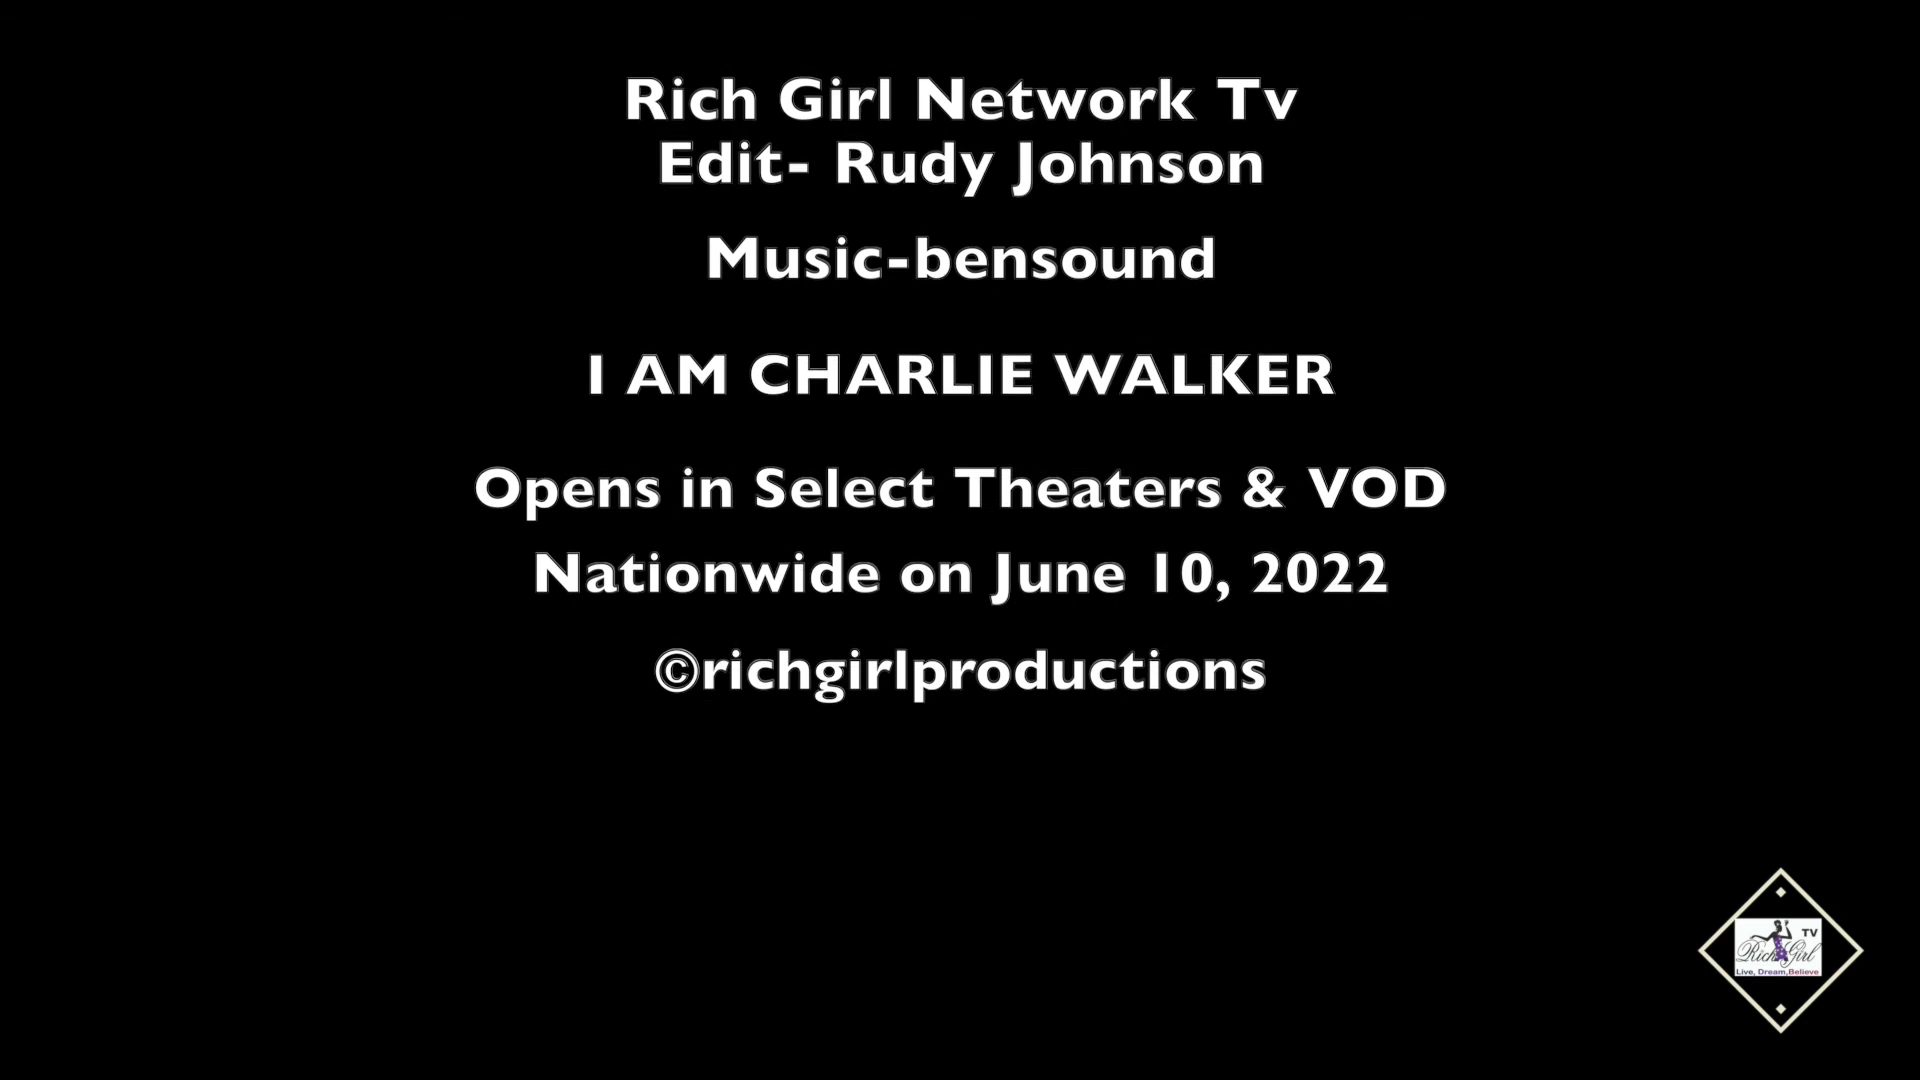 Rich Girl Network Tv
Edit- Rudy Johnson
Music-bensound
I AM CHARLIE WALKER
Opens in Select Theaters & VOD
Nationwide on June 10, 2022
©richgirlproductions
TV
Rich Girl
Live, Dream,Believe